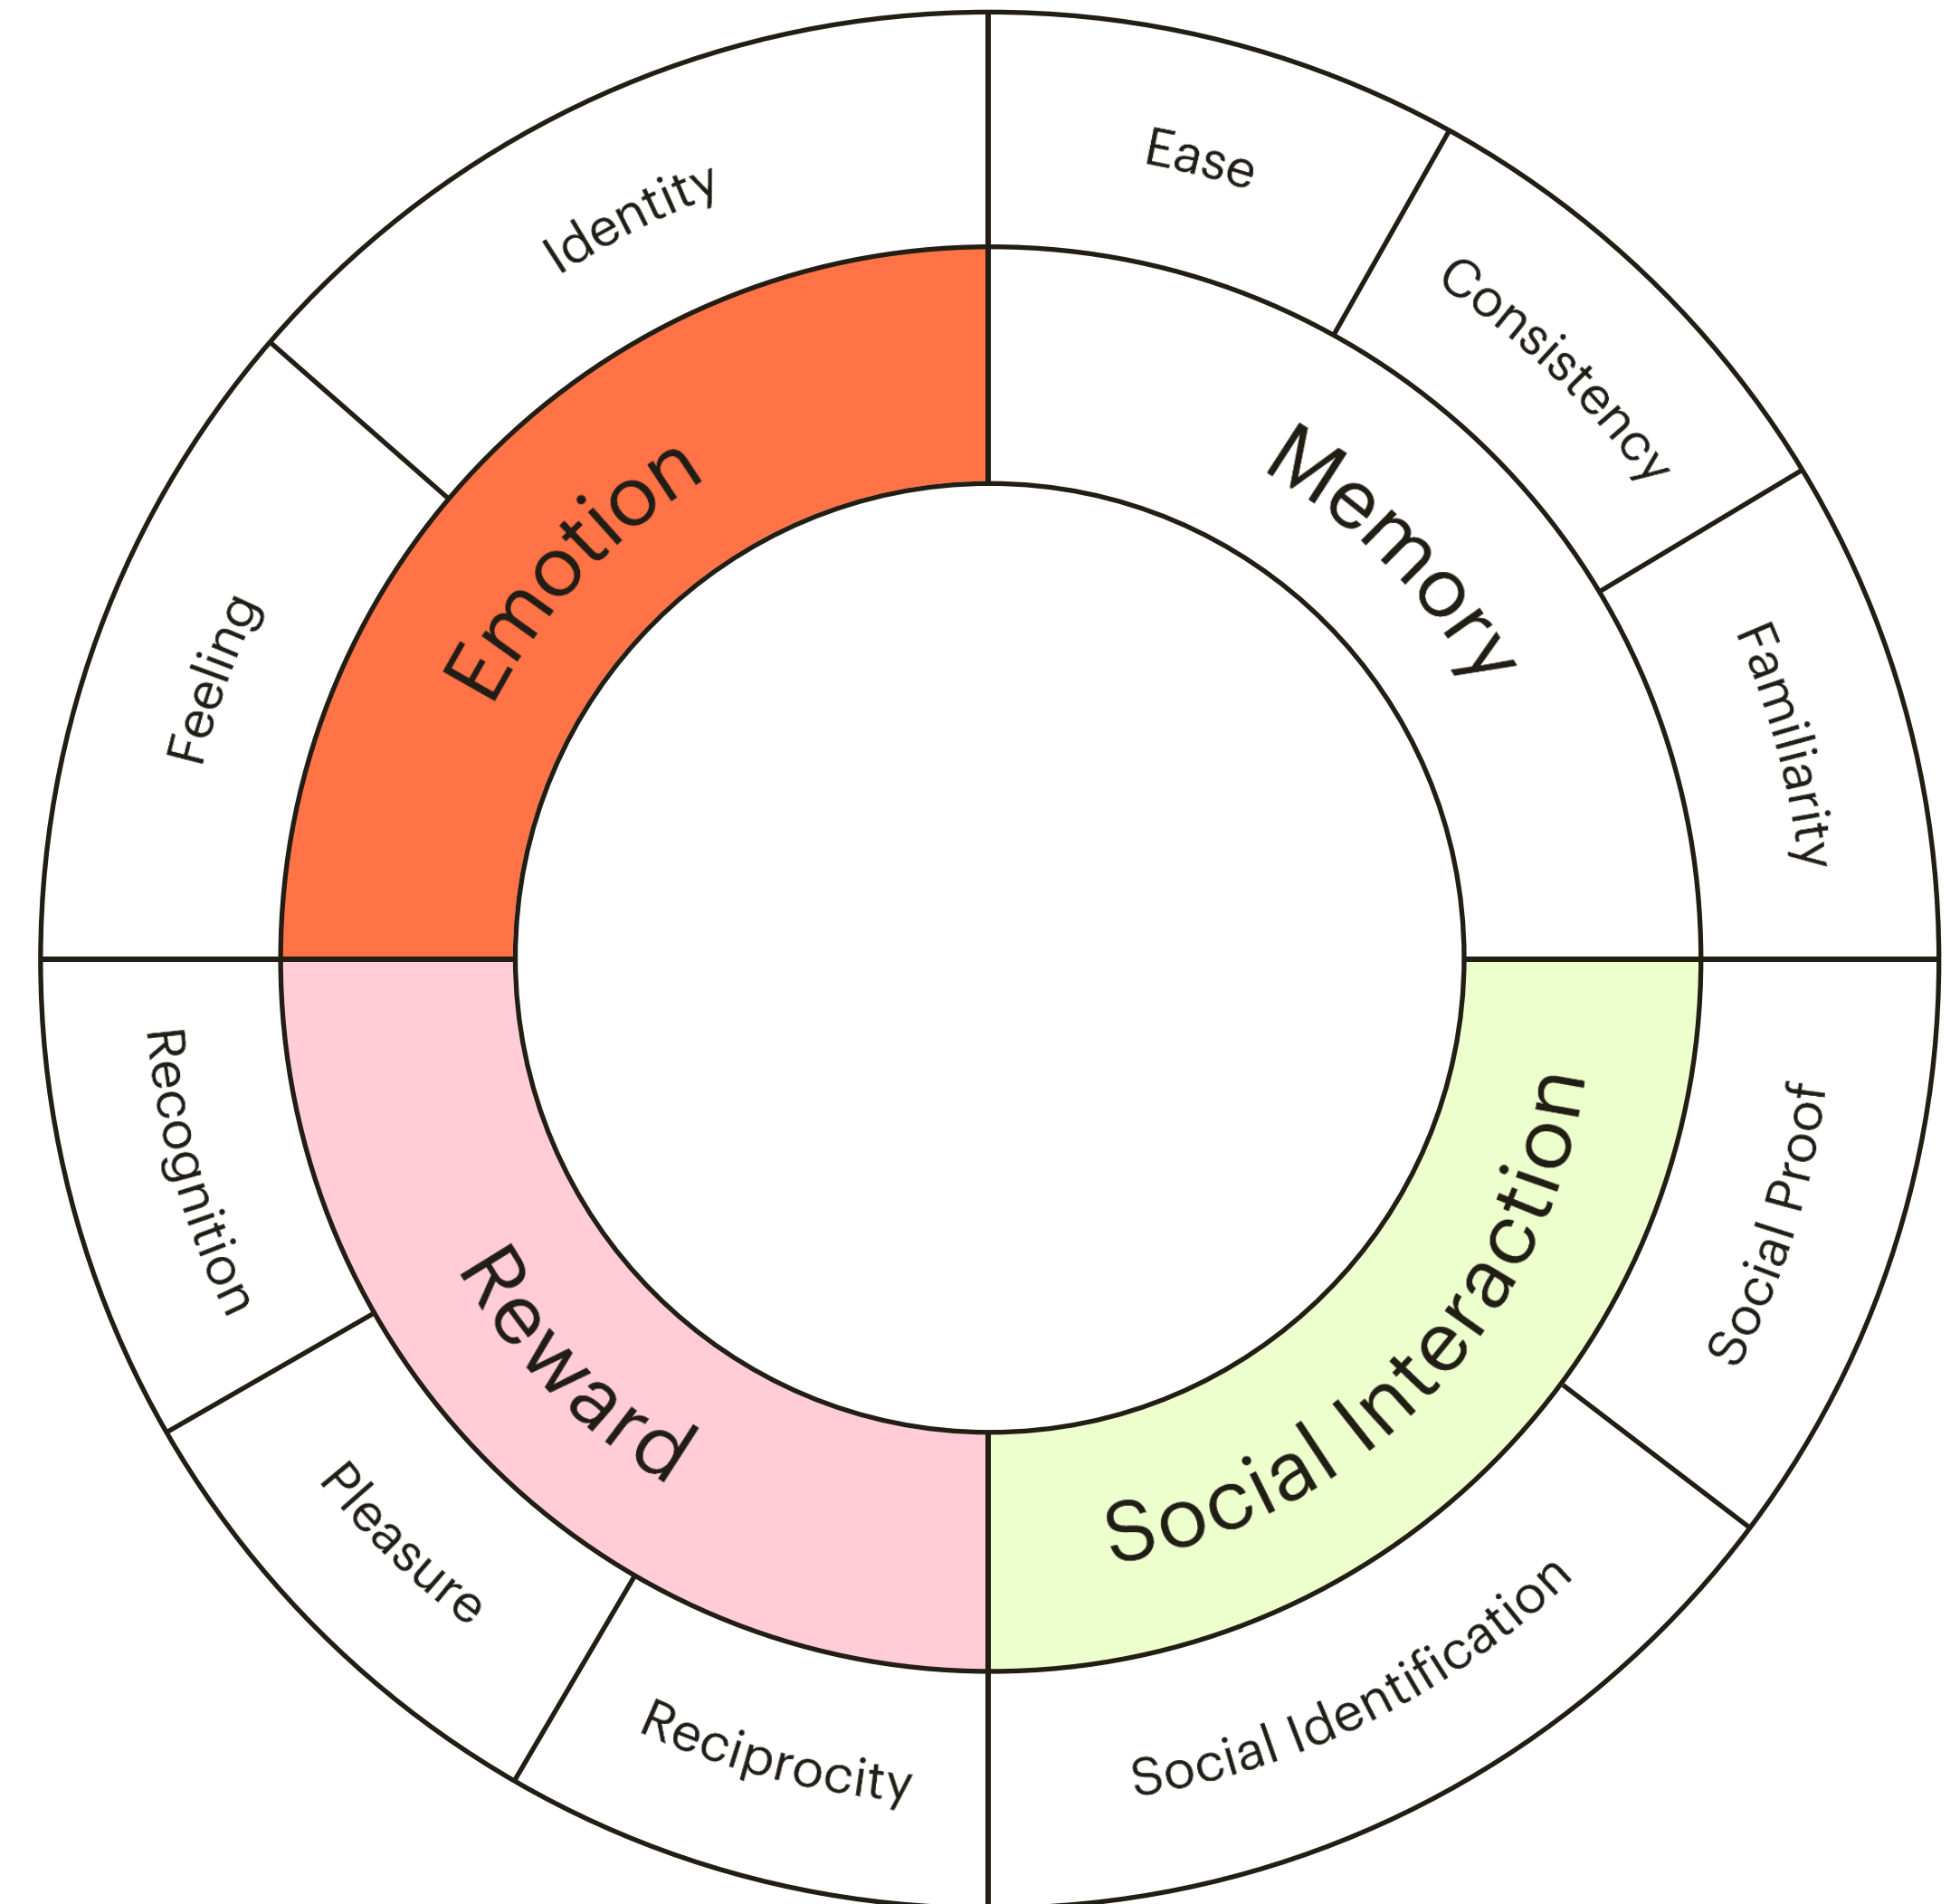 Identity
Ease
Consistency
Emotion
Memory
Feeling
Familiarity
Recognition
Reward
Social Interaction
Social Proof
Pleasure
Reciprocity
Social Identification